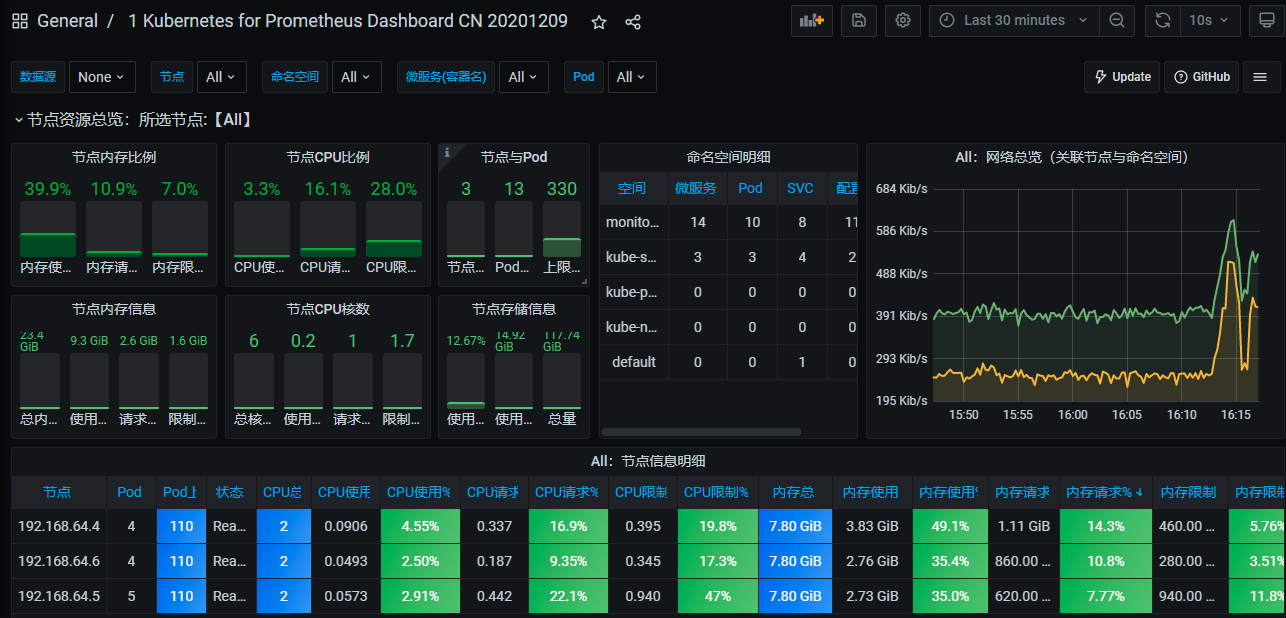 General / 1 Kubernetes for Prometheus Dashboard CN 20201209
Last 30 minutes 10s
数据源 None 节点 All 命名空间 All 微服务(容器名) All Pod All Update GitHub
节点资源总览：所选节点:【All】
节点内存比例
39.9% 10.9% 7.0%
内存使... 内存请... 内存限...
节点CPU比例
3.3% 16.1% 28.0%
CPU使... CPU请... CPU限...
节点与Pod
3 13 330
节点... Pod... 上限...
命名空间明细
空间 微服务 Pod SVC 配置
monito... 14 10 8 11
kube-s... 3 3 4 2
kube-p... 0 0 0 0
kube-n... 0 0 0 0
default 0 0 1 0
All：网络总览（关联节点与命名空间）
684 Kib/s
586 Kib/s
488 Kib/s
391 Kib/s
293 Kib/s
195 Kib/s
15:50 15:55 16:00 16:05 16:10 16:15
节点内存信息
23.4 GiB 9.3 GiB 2.6 GiB 1.6 GiB
总内... 使用... 请求... 限制...
节点CPU核数
6 0.2 1 1.7
总核... 使用... 请求... 限制...
节点存储信息
12.67% 14.92 GiB 117.74 GiB
使用... 使用... 总量
All：节点信息明细
节点 Pod Pod上 状态 CPU总 CPU使用 CPU使用% CPU请求 CPU请求% CPU限制 CPU限制% 内存总 内存使用 内存使用% 内存请求 内存请求% 内存限制 内存限制
192.168.64.4 4 110 Rea... 2 0.0906 4.55% 0.337 16.9% 0.395 19.8% 7.80 GiB 3.83 GiB 49.1% 1.11 GiB 14.3% 460.00 ... 5.76%
192.168.64.6 4 110 Rea... 2 0.0493 2.50% 0.187 9.35% 0.345 17.3% 7.80 GiB 2.76 GiB 35.4% 860.00 ... 10.8% 280.00 ... 3.51%
192.168.64.5 5 110 Rea... 2 0.0573 2.91% 0.442 22.1% 0.940 47% 7.80 GiB 2.73 GiB 35.0% 620.00 ... 7.77% 940.00 ... 11.8%